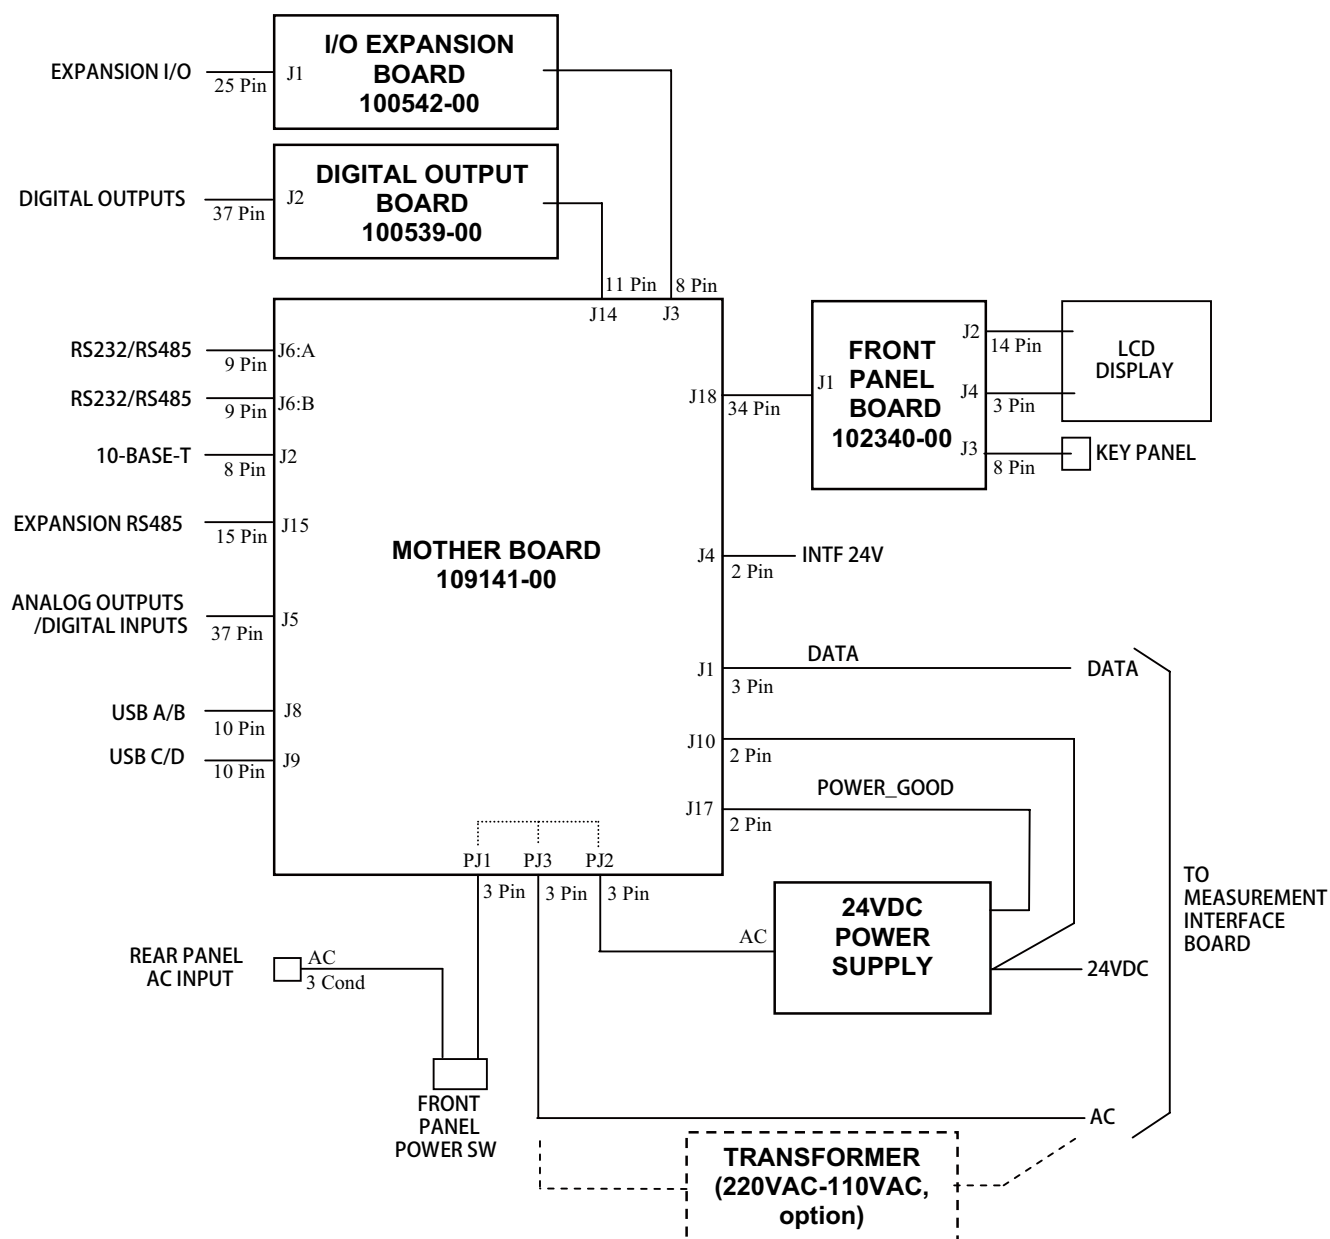 I/O EXPANSION
BOARD
100542-00
EXPANSION I/O
25 Pin
J1
DIGITAL OUTPUT
BOARD
100539-00
DIGITAL OUTPUTS
37 Pin
J2
11 Pin
8 Pin
J14
J3
RS232/RS485
9 Pin
J6:A
RS232/RS485
9 Pin
J6:B
10-BASE-T
8 Pin
J2
EXPANSION RS485
15 Pin
J15
ANALOG OUTPUTS
/DIGITAL INPUTS
37 Pin
J5
USB A/B
10 Pin
J8
USB C/D
10 Pin
J9
MOTHER BOARD
109141-00
J18
34 Pin
J1
FRONT
PANEL
BOARD
102340-00
J2
14 Pin
J4
3 Pin
J3
8 Pin
LCD
DISPLAY
KEY PANEL
J4
2 Pin
INTF 24V
J1
3 Pin
DATA
DATA
J10
2 Pin
J17
2 Pin
POWER_GOOD
PJ1
PJ3
PJ2
3 Pin
3 Pin
3 Pin
AC
24VDC
POWER
SUPPLY
24VDC
TO
MEASUREMENT
INTERFACE
BOARD
REAR PANEL
AC INPUT
AC
3 Cond
FRONT
PANEL
POWER SW
AC
TRANSFORMER
(220VAC-110VAC,
option)